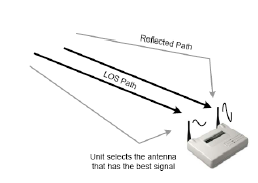 Reflected Path
LOS Path
Unit selects the antenna
that has the best signal